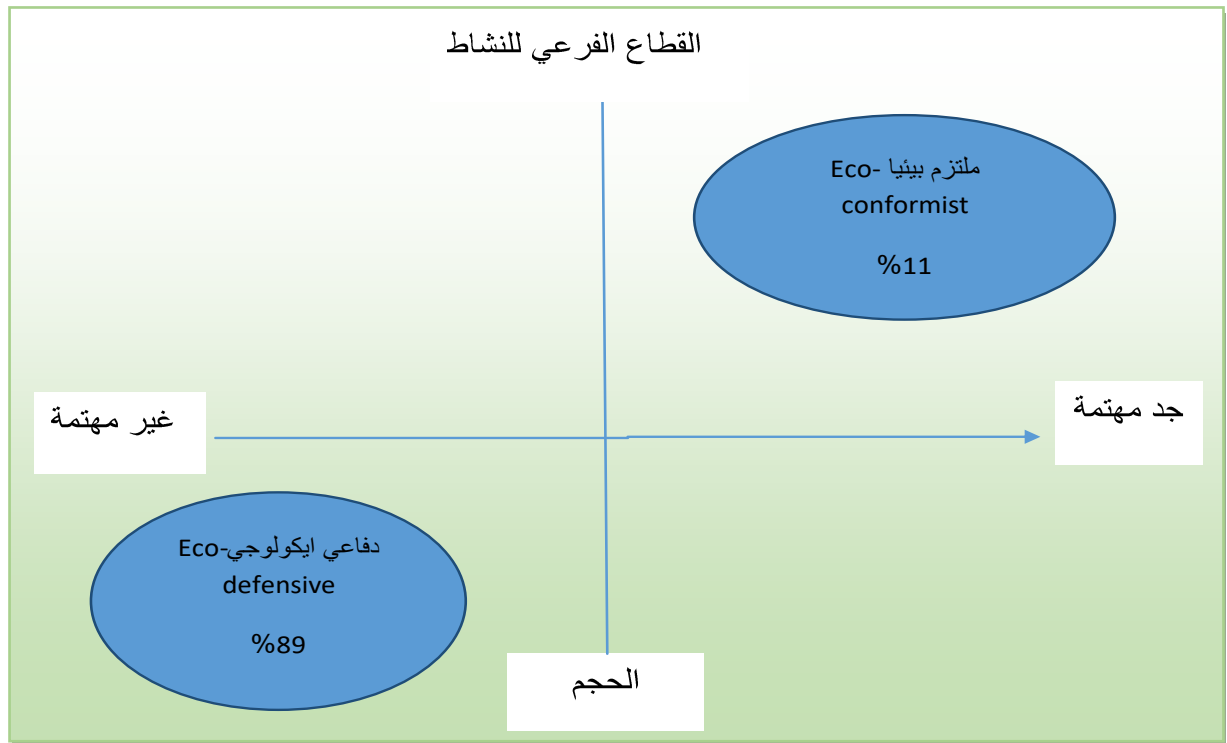 القطاع الفرعي للنشاط
ملتزم بيئيا Eco-
conformist
%11
جد مهتمة
غير مهتمة
دفاعي ايكولوجي-Eco
defensive
%89
الحجم